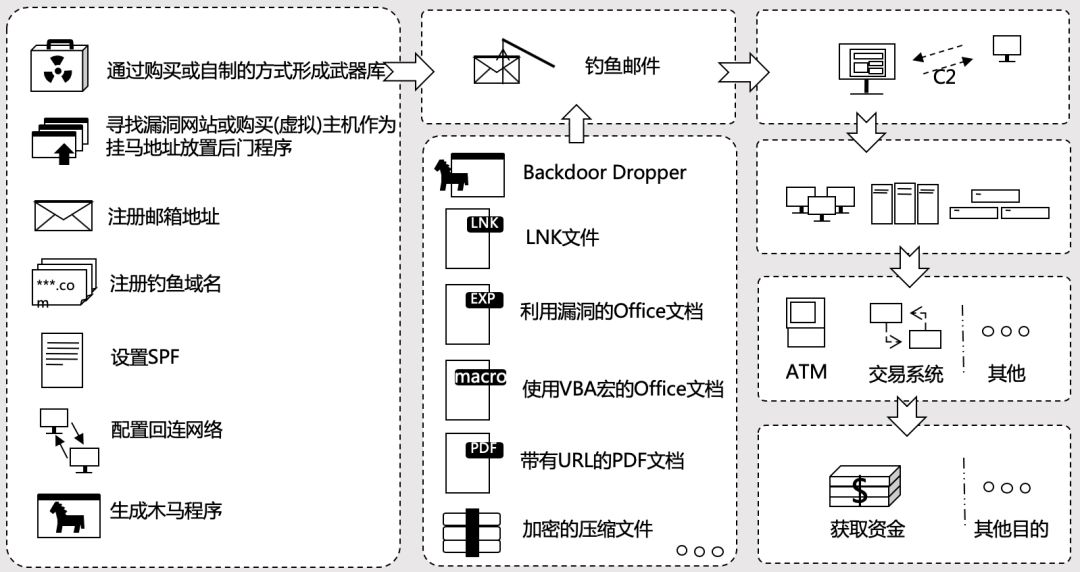 通过购买或自制的方式形成武器库
寻找漏洞网站或购买(虚拟)主机作为
挂马地址放置后门程序
注册邮箱地址
***.co
m
注册钓鱼域名
设置SPF
配置回连网络
生成木马程序
钓鱼邮件
Backdoor Dropper
LNK
LNK文件
EXP
利用漏洞的Office文档
macro
使用VBA宏的Office文档
PDF
带有URL的PDF文档
加密的压缩文件
C2
ATM
交易系统
其他
$
获取资金
其他目的